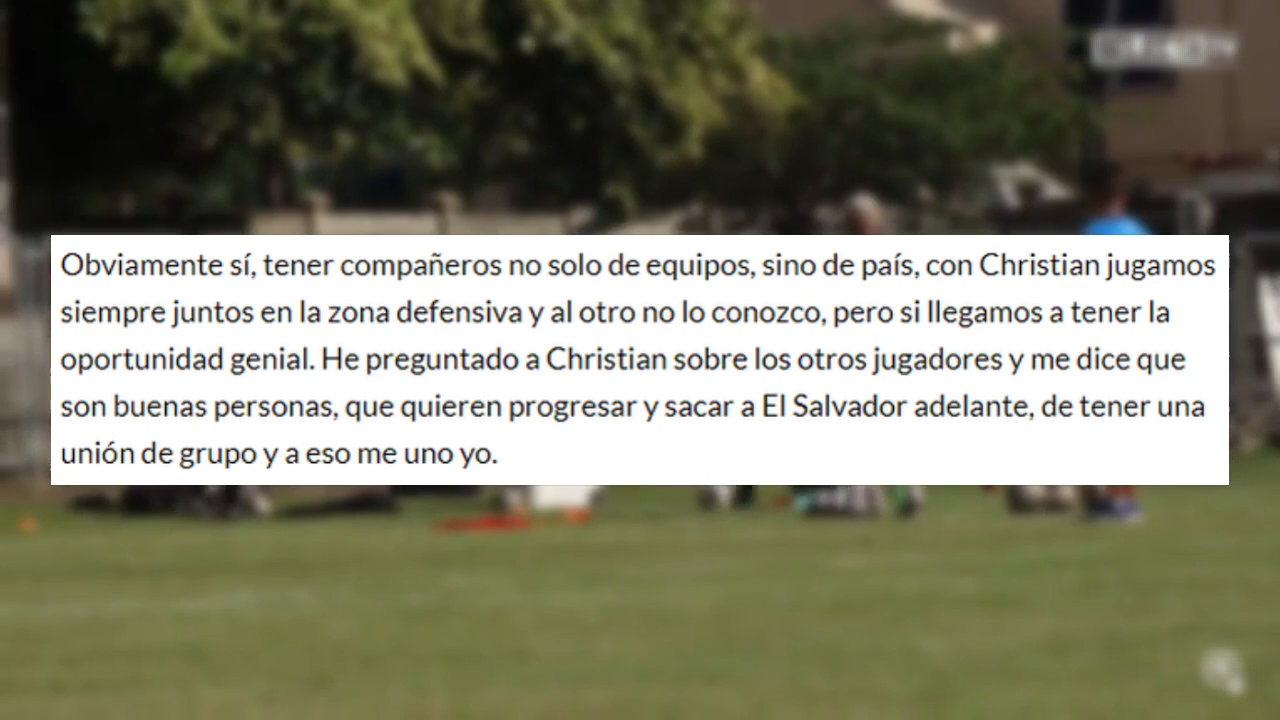 Obviamente sí, tener compañeros no solo de equipos, sino de país, con Christian jugamos
siempre juntos en la zona defensiva y al otro no lo conozco, pero si llegamos a tener la
oportunidad genial. He preguntado a Christian sobre los otros jugadores y me dice que
son buenas personas, que quieren progresar y sacar a El Salvador adelante, de tener una
unión de grupo y a eso me uno yo.